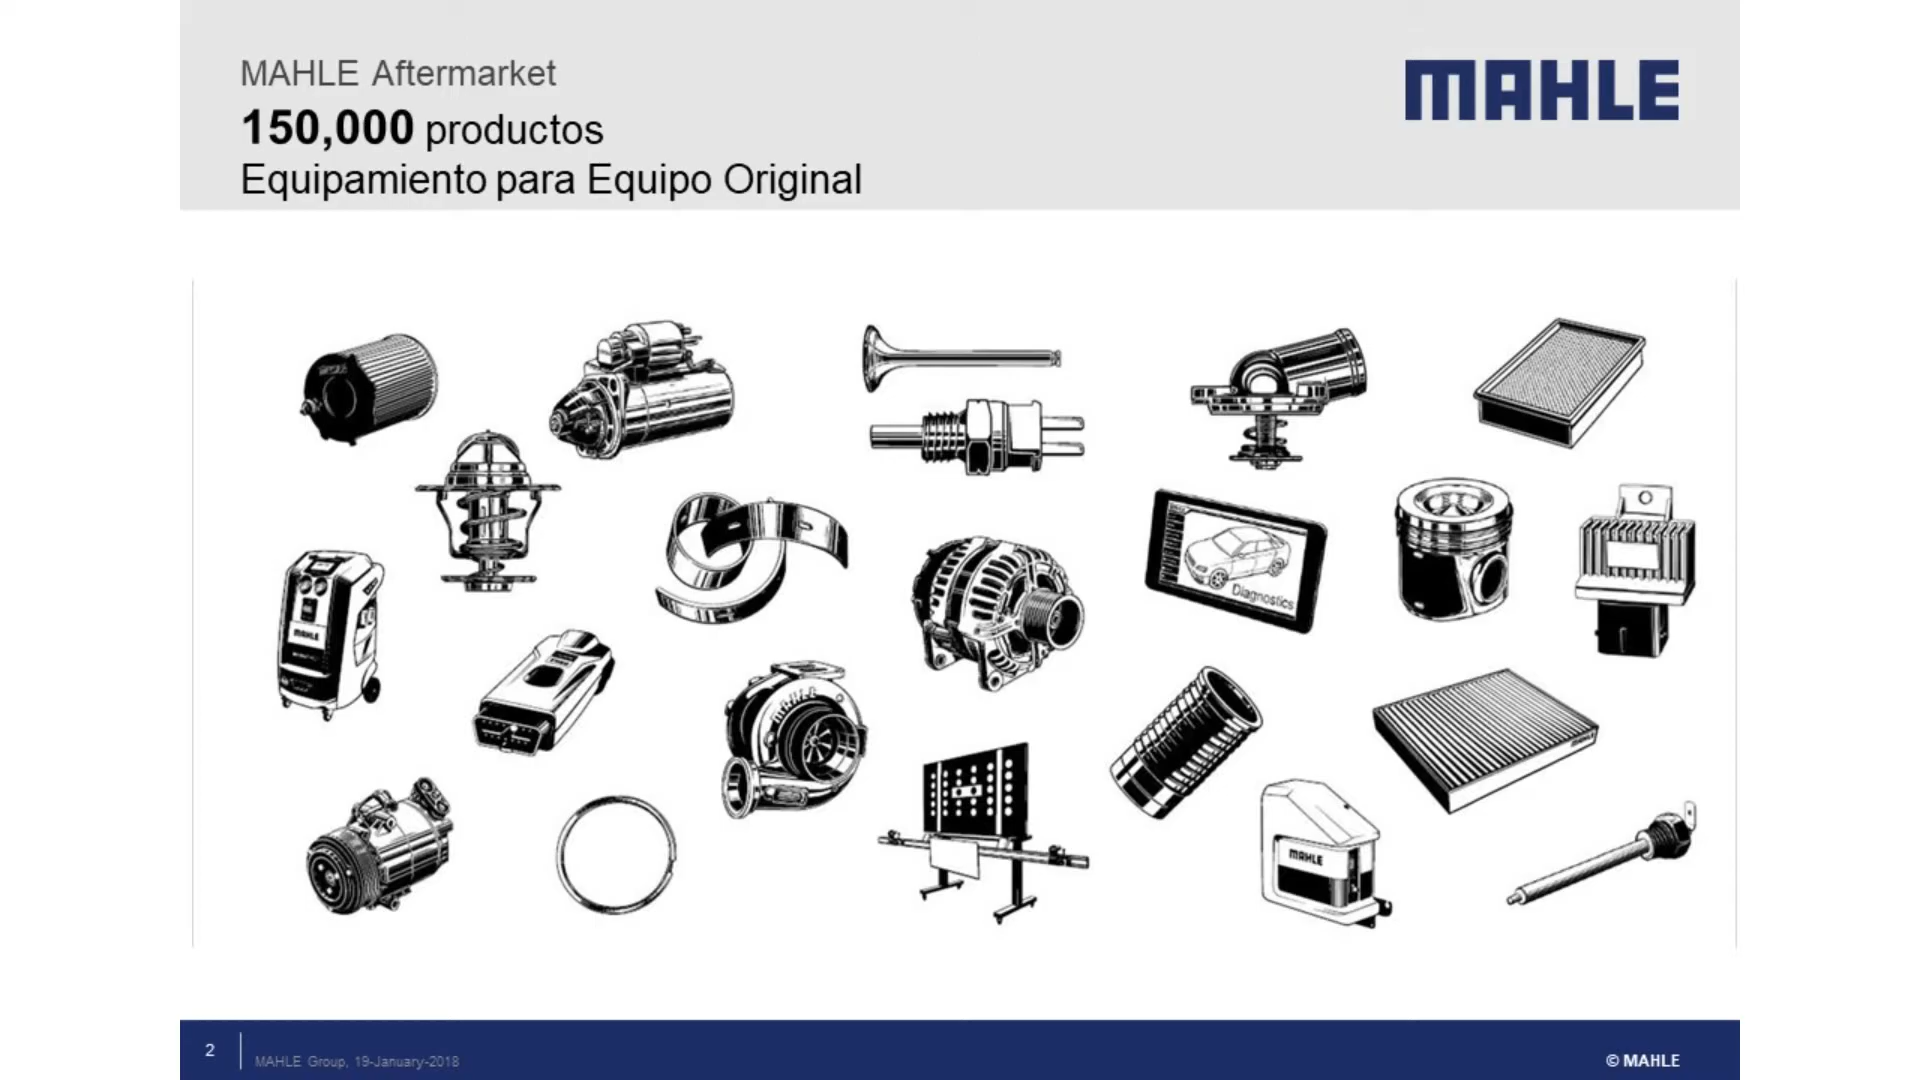 MAHLE Aftermarket
150,000 productos
Equipamiento para Equipo Original
MAHLE
Diagnostics
MAHLE
MAHLE
MAHLE
2
MAHLE Group, 19-January-2018
© MAHLE